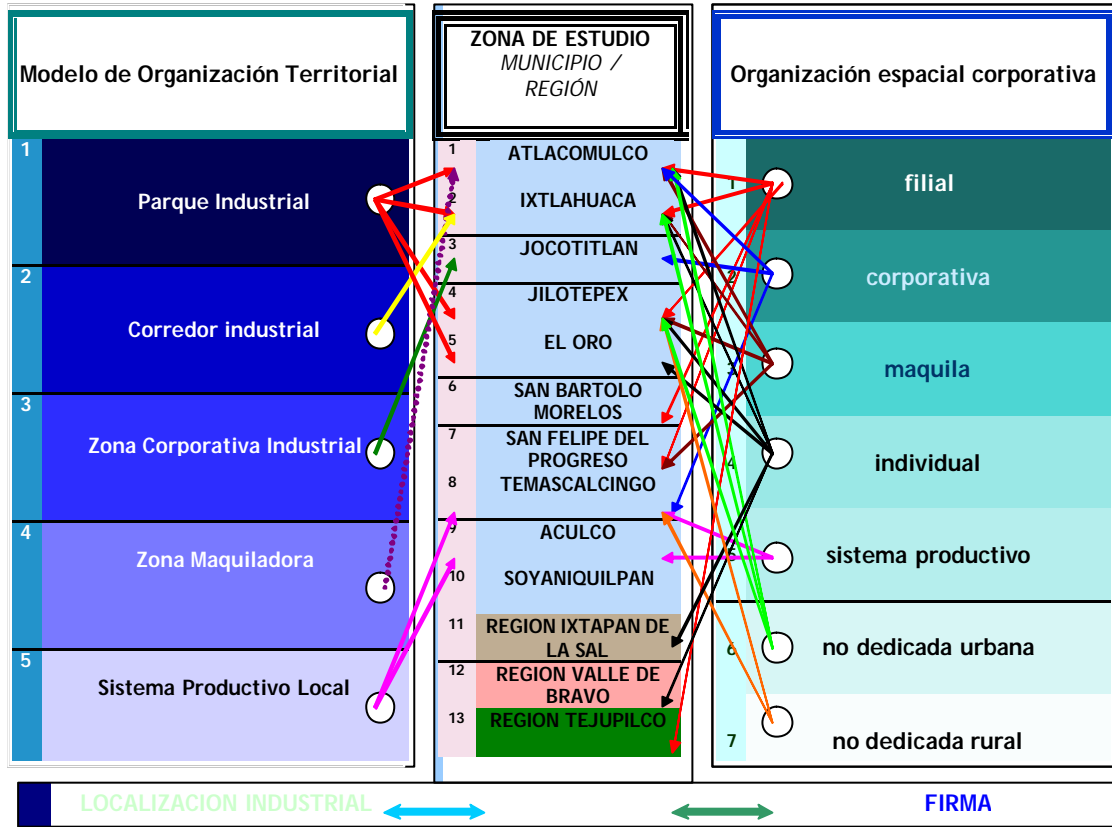 Modelo de Organización Territorial
1
Parque Industrial
2
Corredor industrial
3
Zona Corporativa Industrial
4
Zona Maquiladora
5
Sistema Productivo Local
ZONA DE ESTUDIO
MUNICIPIO /
REGIÓN
1 ATLACOMULCO
2 IXTLAHUACA
3 JOCOTITLAN
4 JILOTEPEX
5 EL ORO
6 SAN BARTOLO
MORELOS
7 SAN FELIPE DEL
PROGRESO
8 TEMASCALCINGO
9 ACULCO
10 SOYANIQUILPAN
11 REGION IXTAPAN DE
LA SAL
12 REGION VALLE DE
BRAVO
13 REGION TEJUPILCO
Organización espacial corporativa
1 filial
2 corporativa
3 maquila
4 individual
5 sistema productivo
6 no dedicada urbana
7 no dedicada rural
LOCALIZACION INDUSTRIAL
FIRMA